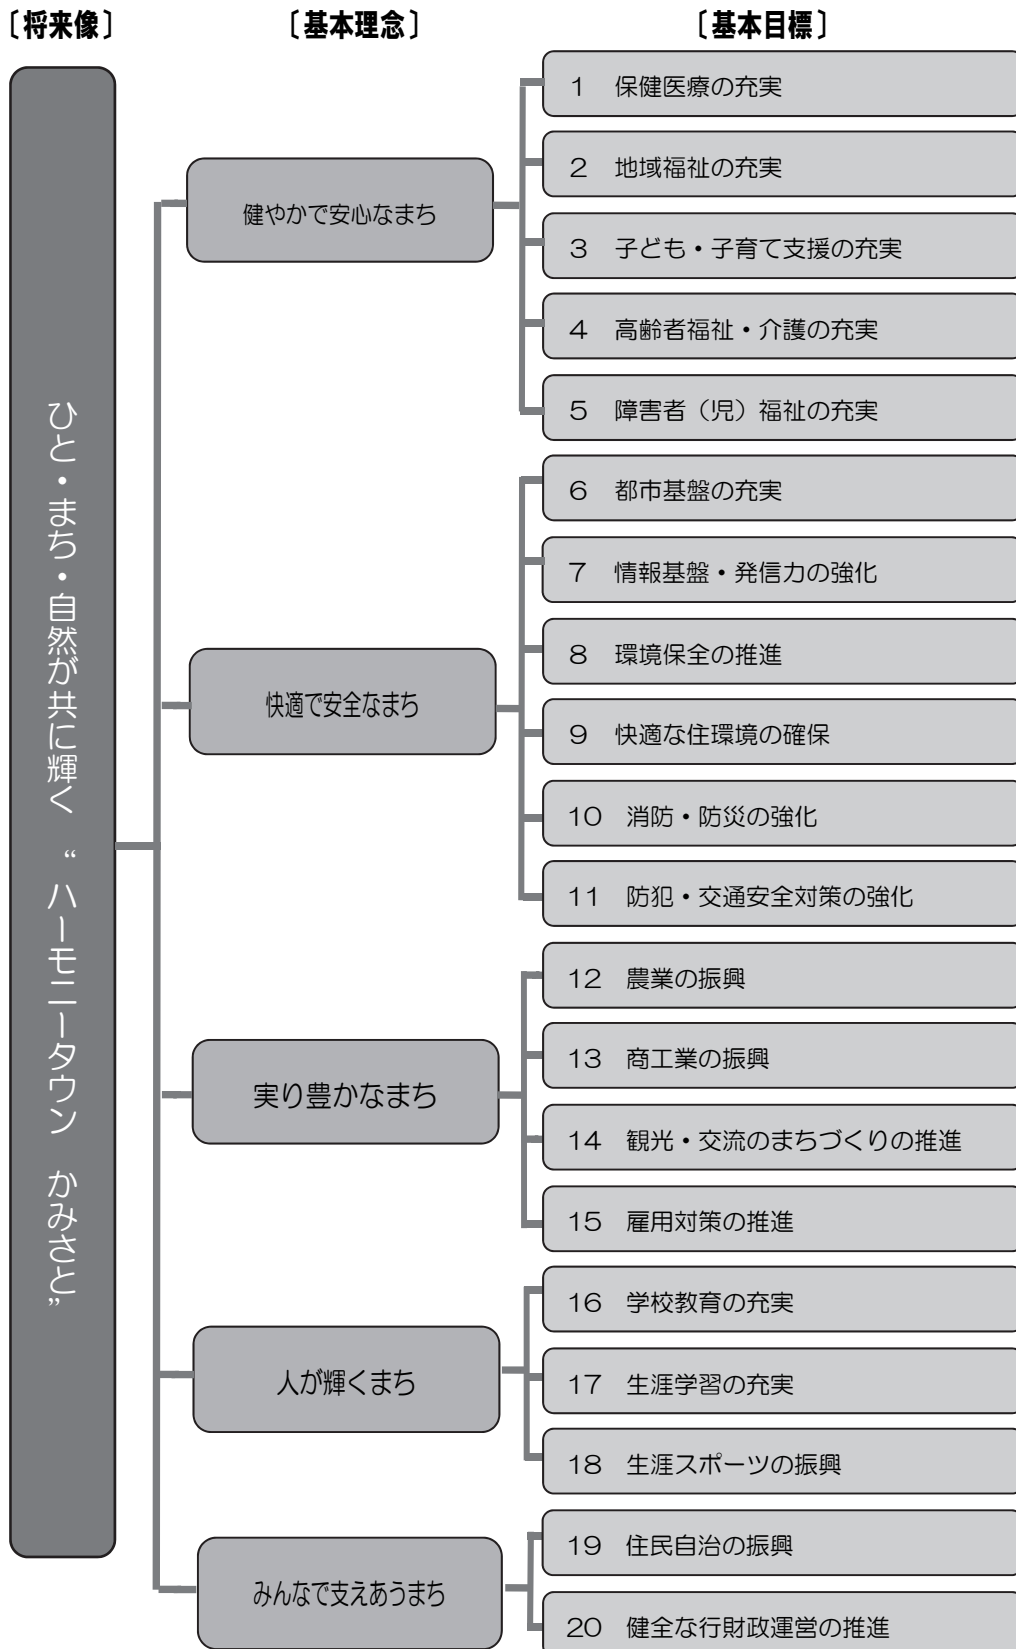 〔将来像〕
〔基本理念〕
〔基本目標〕
ひと・まち・自然が共に輝く　“ハーモニータウン　かみさと”
健やかで安心なまち
1　保健医療の充実
2　地域福祉の充実
3　子ども・子育て支援の充実
4　高齢者福祉・介護の充実
5　障害者（児）福祉の充実
快適で安全なまち
6　都市基盤の充実
7　情報基盤・発信力の強化
8　環境保全の推進
9　快適な住環境の確保
10　消防・防災の強化
11　防犯・交通安全対策の強化
実り豊かなまち
12　農業の振興
13　商工業の振興
14　観光・交流のまちづくりの推進
15　雇用対策の推進
人が輝くまち
16　学校教育の充実
17　生涯学習の充実
18　生涯スポーツの振興
みんなで支えあうまち
19　住民自治の振興
20　健全な行財政運営の推進